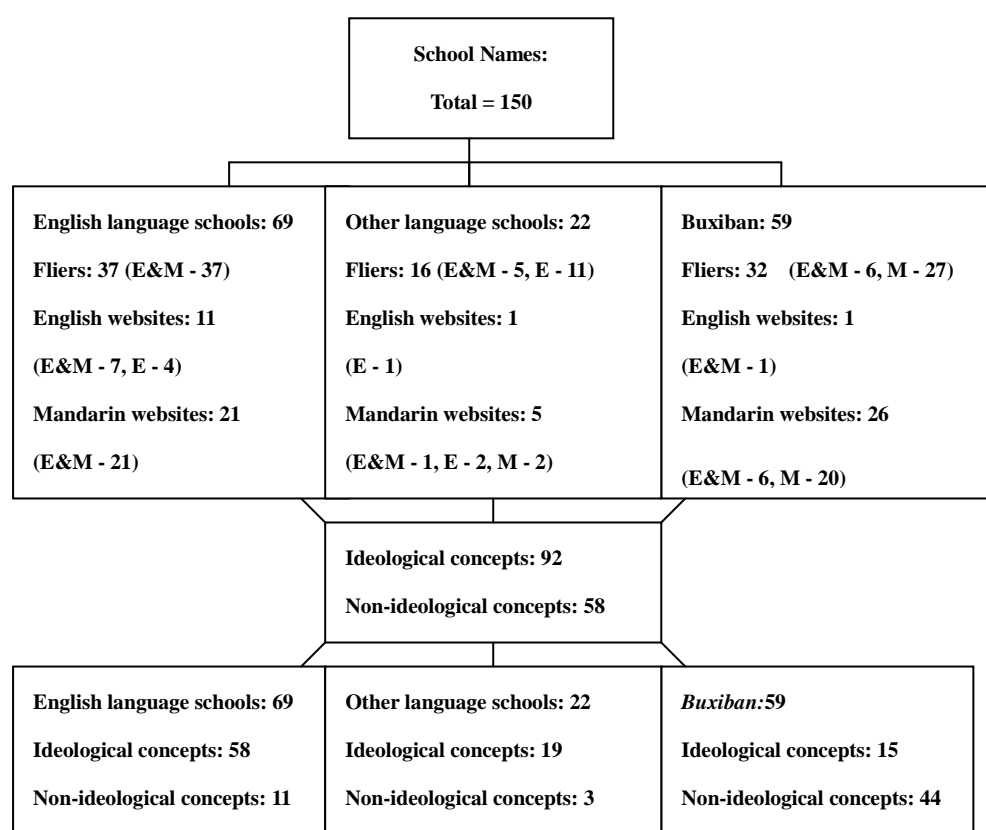 School Names:
Total = 150
English language schools: 69
Fliers: 37 (E&M - 37)
English websites: 11
(E&M - 7, E - 4)
Mandarin websites: 21
(E&M - 21)
Other language schools: 22
Fliers: 16 (E&M - 5, E - 11)
English websites: 1
(E - 1)
Mandarin websites: 5
(E&M - 1, E - 2, M - 2)
Buxiban: 59
Fliers: 32 (E&M - 6, M - 27)
English websites: 1
(E&M - 1)
Mandarin websites: 26
(E&M - 6, M - 20)
Ideological concepts: 92
Non-ideological concepts: 58
English language schools: 69
Ideological concepts: 58
Non-ideological concepts: 11
Other language schools: 22
Ideological concepts: 19
Non-ideological concepts: 3
Buxiban:59
Ideological concepts: 15
Non-ideological concepts: 44